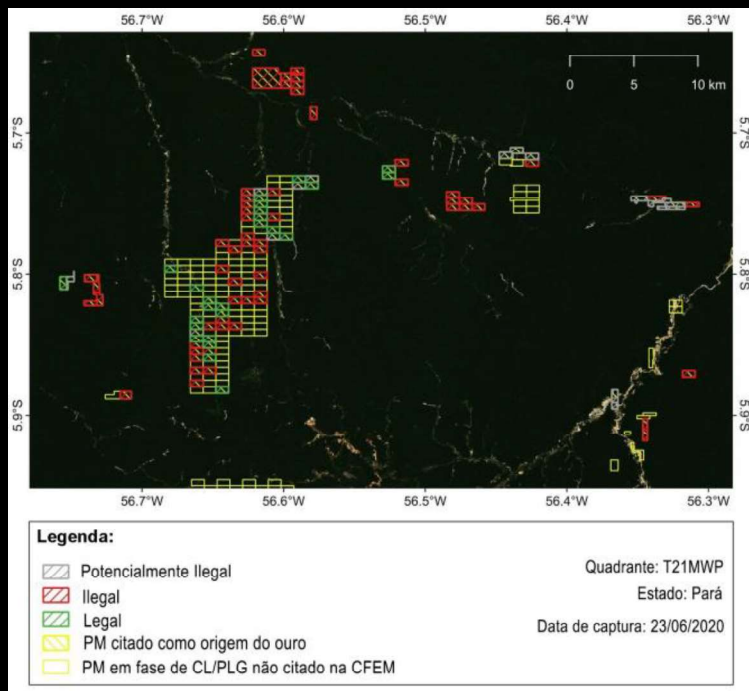 56.7°W 56.6°W 56.5°W 56.4°W 56.3°W
0 5 10 km
5.7°S 5.7°S
5.8°S 5.8°S
5.9°S 5.9°S
56.7°W 56.6°W 56.5°W 56.4°W 56.3°W
Legenda:
Potencialmente Ilegal
Ilegal
Legal
PM citado como origem do ouro
PM em fase de CL/PLG não citado na CFEM
Quadrante: T21MWP
Estado: Pará
Data de captura: 23/06/2020